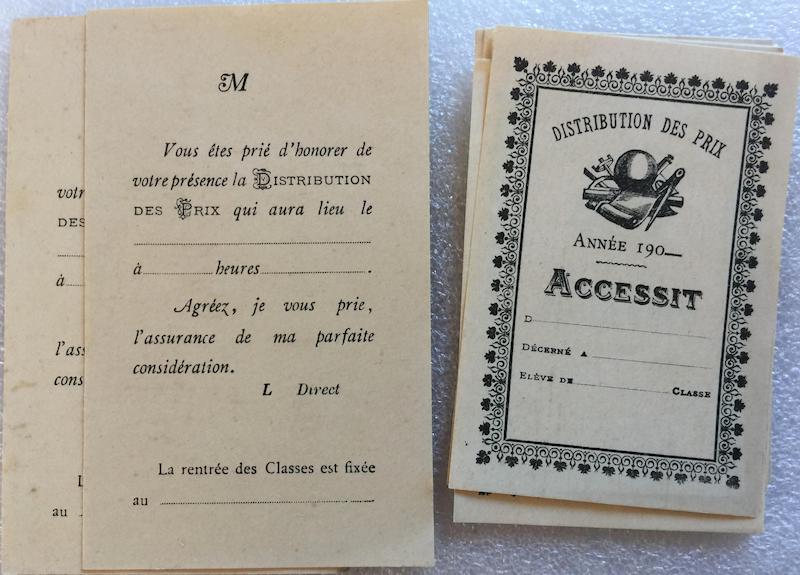 M
Vous êtes prié d'honorer de
votre présence la Distribution
des Prix qui aura lieu le
à heures .
Agréez, je vous prie,
l'assurance de ma parfaite
considération.
L Direct
La rentrée des Classes est fixée
au
votr
DES
à
l'ass
cons
L
au
DISTRIBUTION DES PRIX
ANNÉE 190_
ACCESSIT
D
DÉCERNÉ A
ELÈVE DE CLASSE